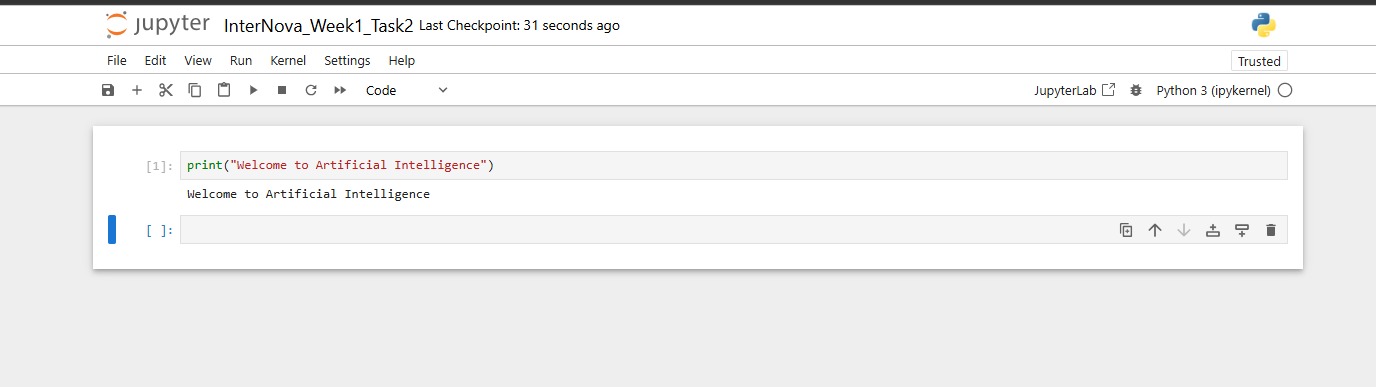 jupyter InterNova_Week1_Task2 Last Checkpoint: 31 seconds ago
File Edit View Run Kernel Settings Help
Trusted
Code
JupyterLab
Python 3 (ipykernel)
[1]: print("Welcome to Artificial Intelligence")
Welcome to Artificial Intelligence
[ ]: